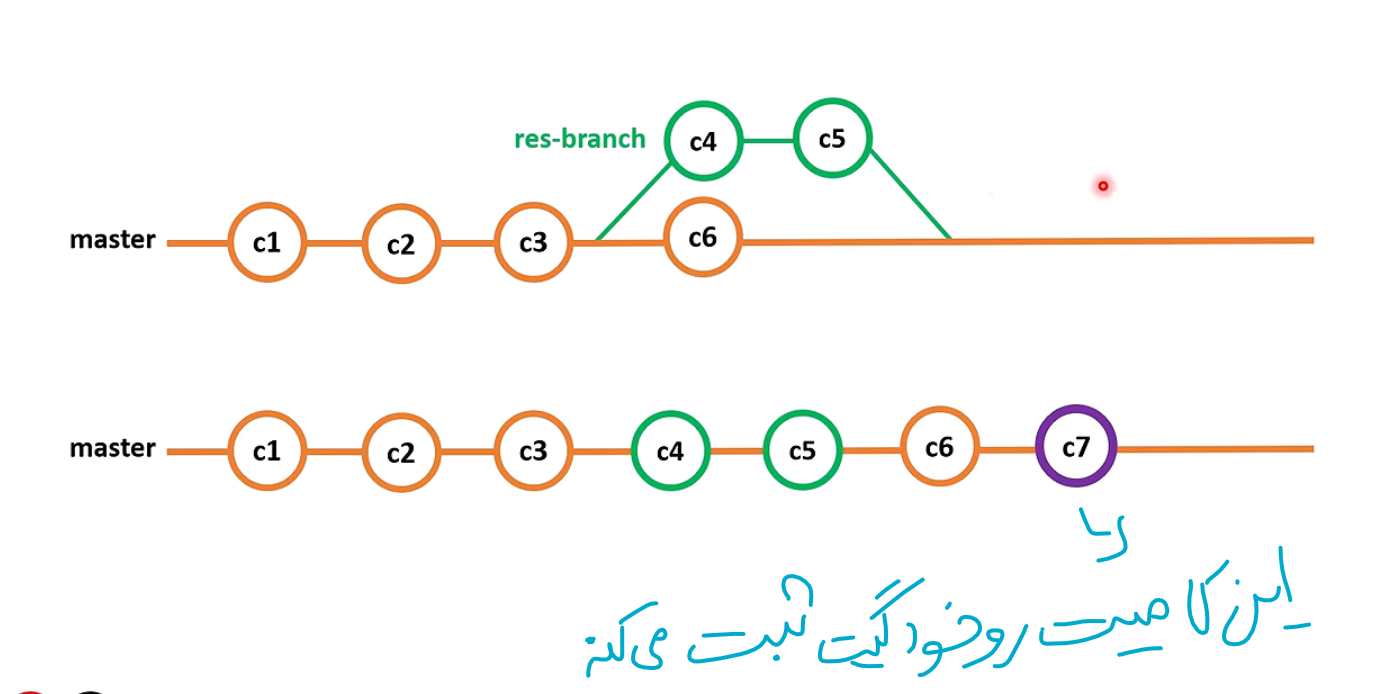 res-branch c4 c5
master c1 c2 c3 c6
master c1 c2 c3 c4 c5 c6 c7
این کامیت رو خود گیت ثبت می‌کنه